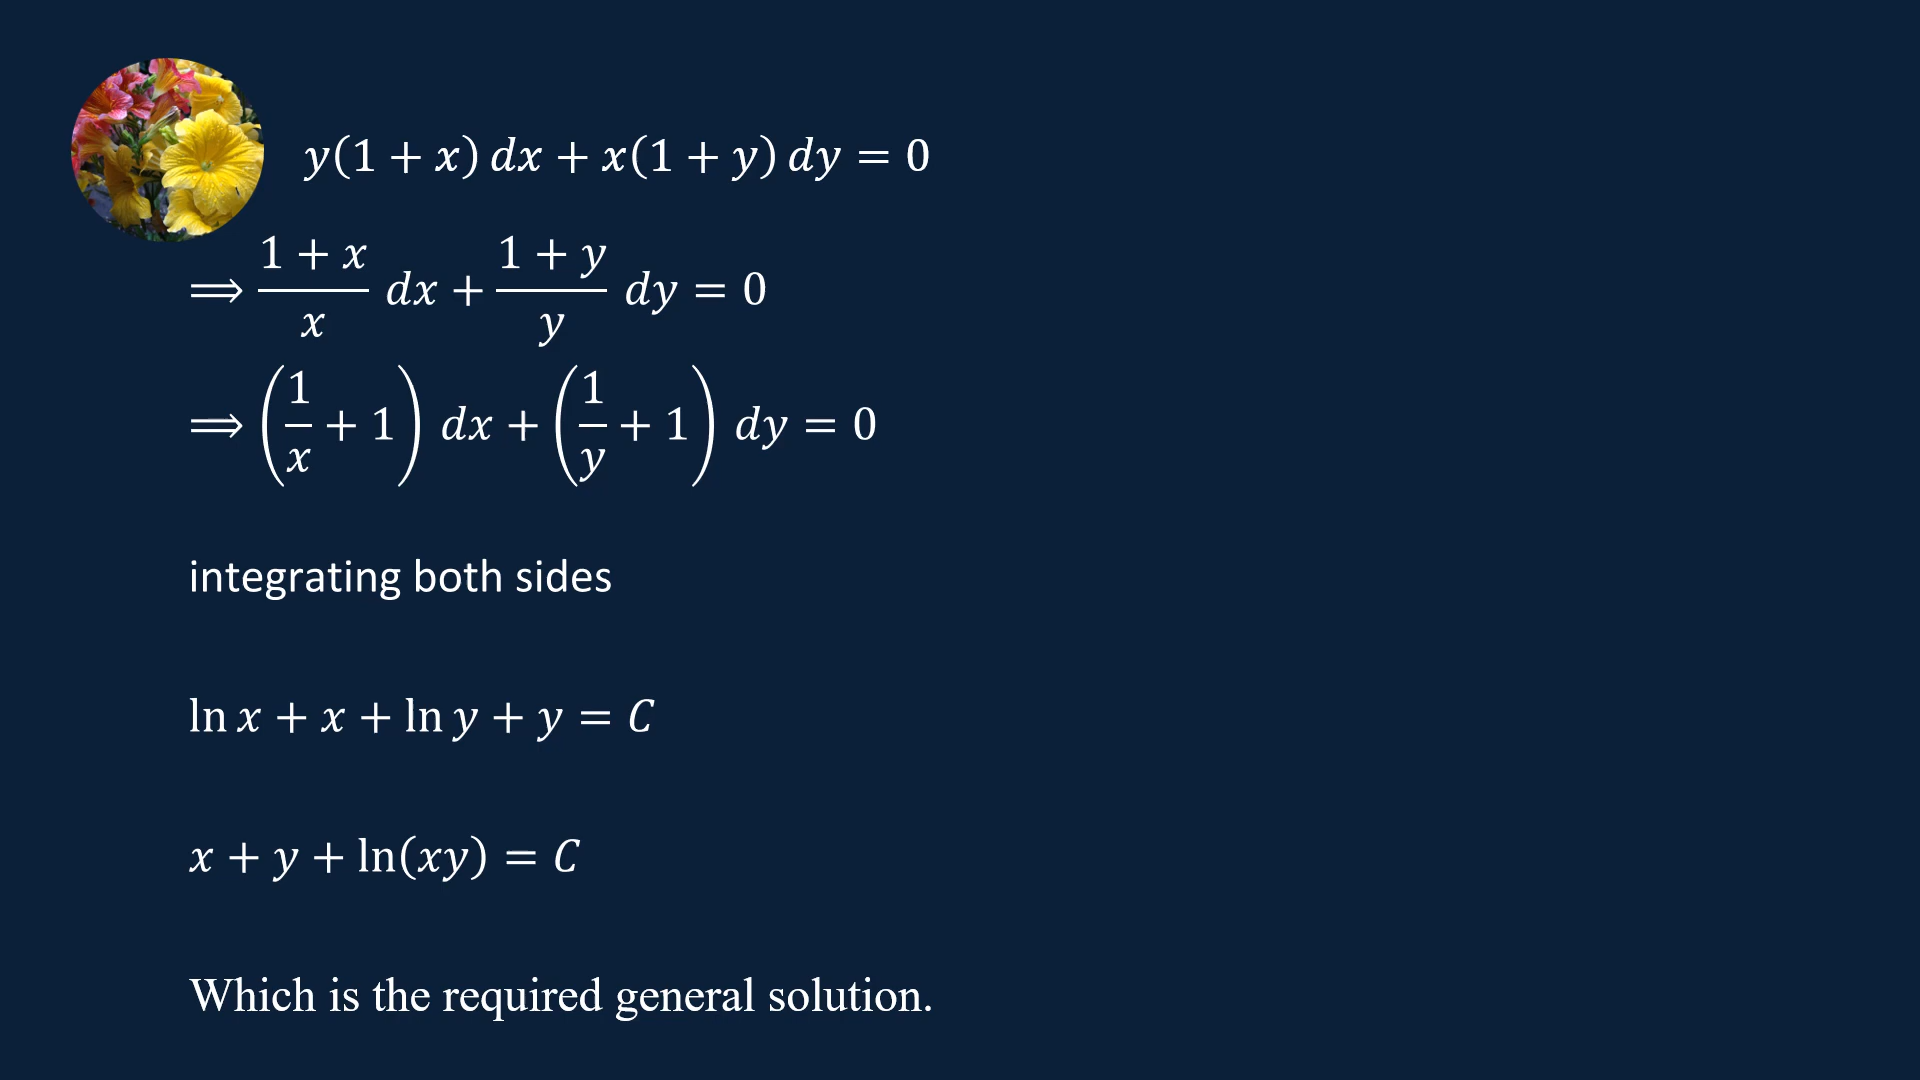 y(1 + x) dx + x(1 + y) dy = 0
⟹ (1 + x)/x dx + (1 + y)/y dy = 0
⟹ (1/x + 1) dx + (1/y + 1) dy = 0
integrating both sides
ln x + x + ln y + y = C
x + y + ln(xy) = C
Which is the required general solution.